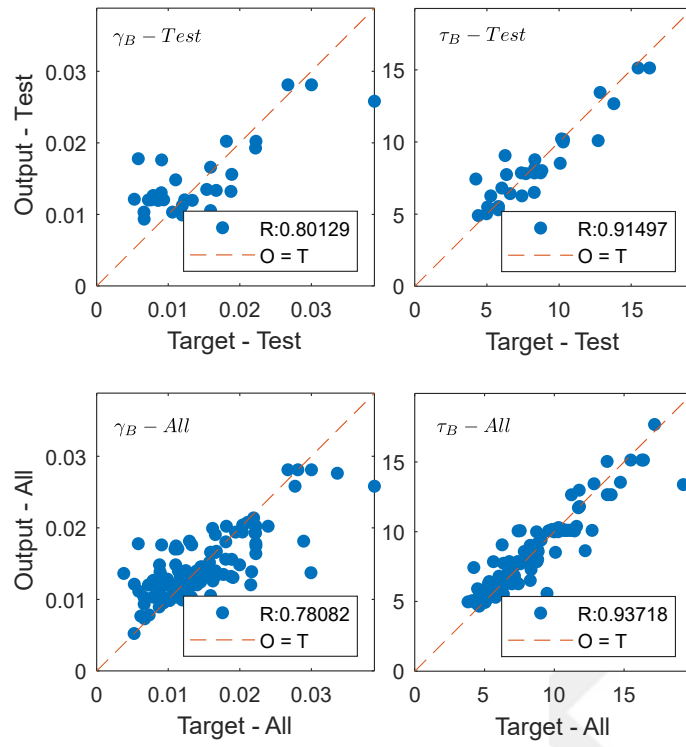 γ_B − Test
Output - Test
0.03
0.02
0.01
0
R:0.80129
O = T
0
0.01
0.02
0.03
Target - Test
τ_B − Test
15
10
5
0
R:0.91497
O = T
0
5
10
15
Target - Test
γ_B − All
Output - All
0.03
0.02
0.01
0
R:0.78082
O = T
0
0.01
0.02
0.03
Target - All
τ_B − All
15
10
5
0
R:0.93718
O = T
0
5
10
15
Target - All